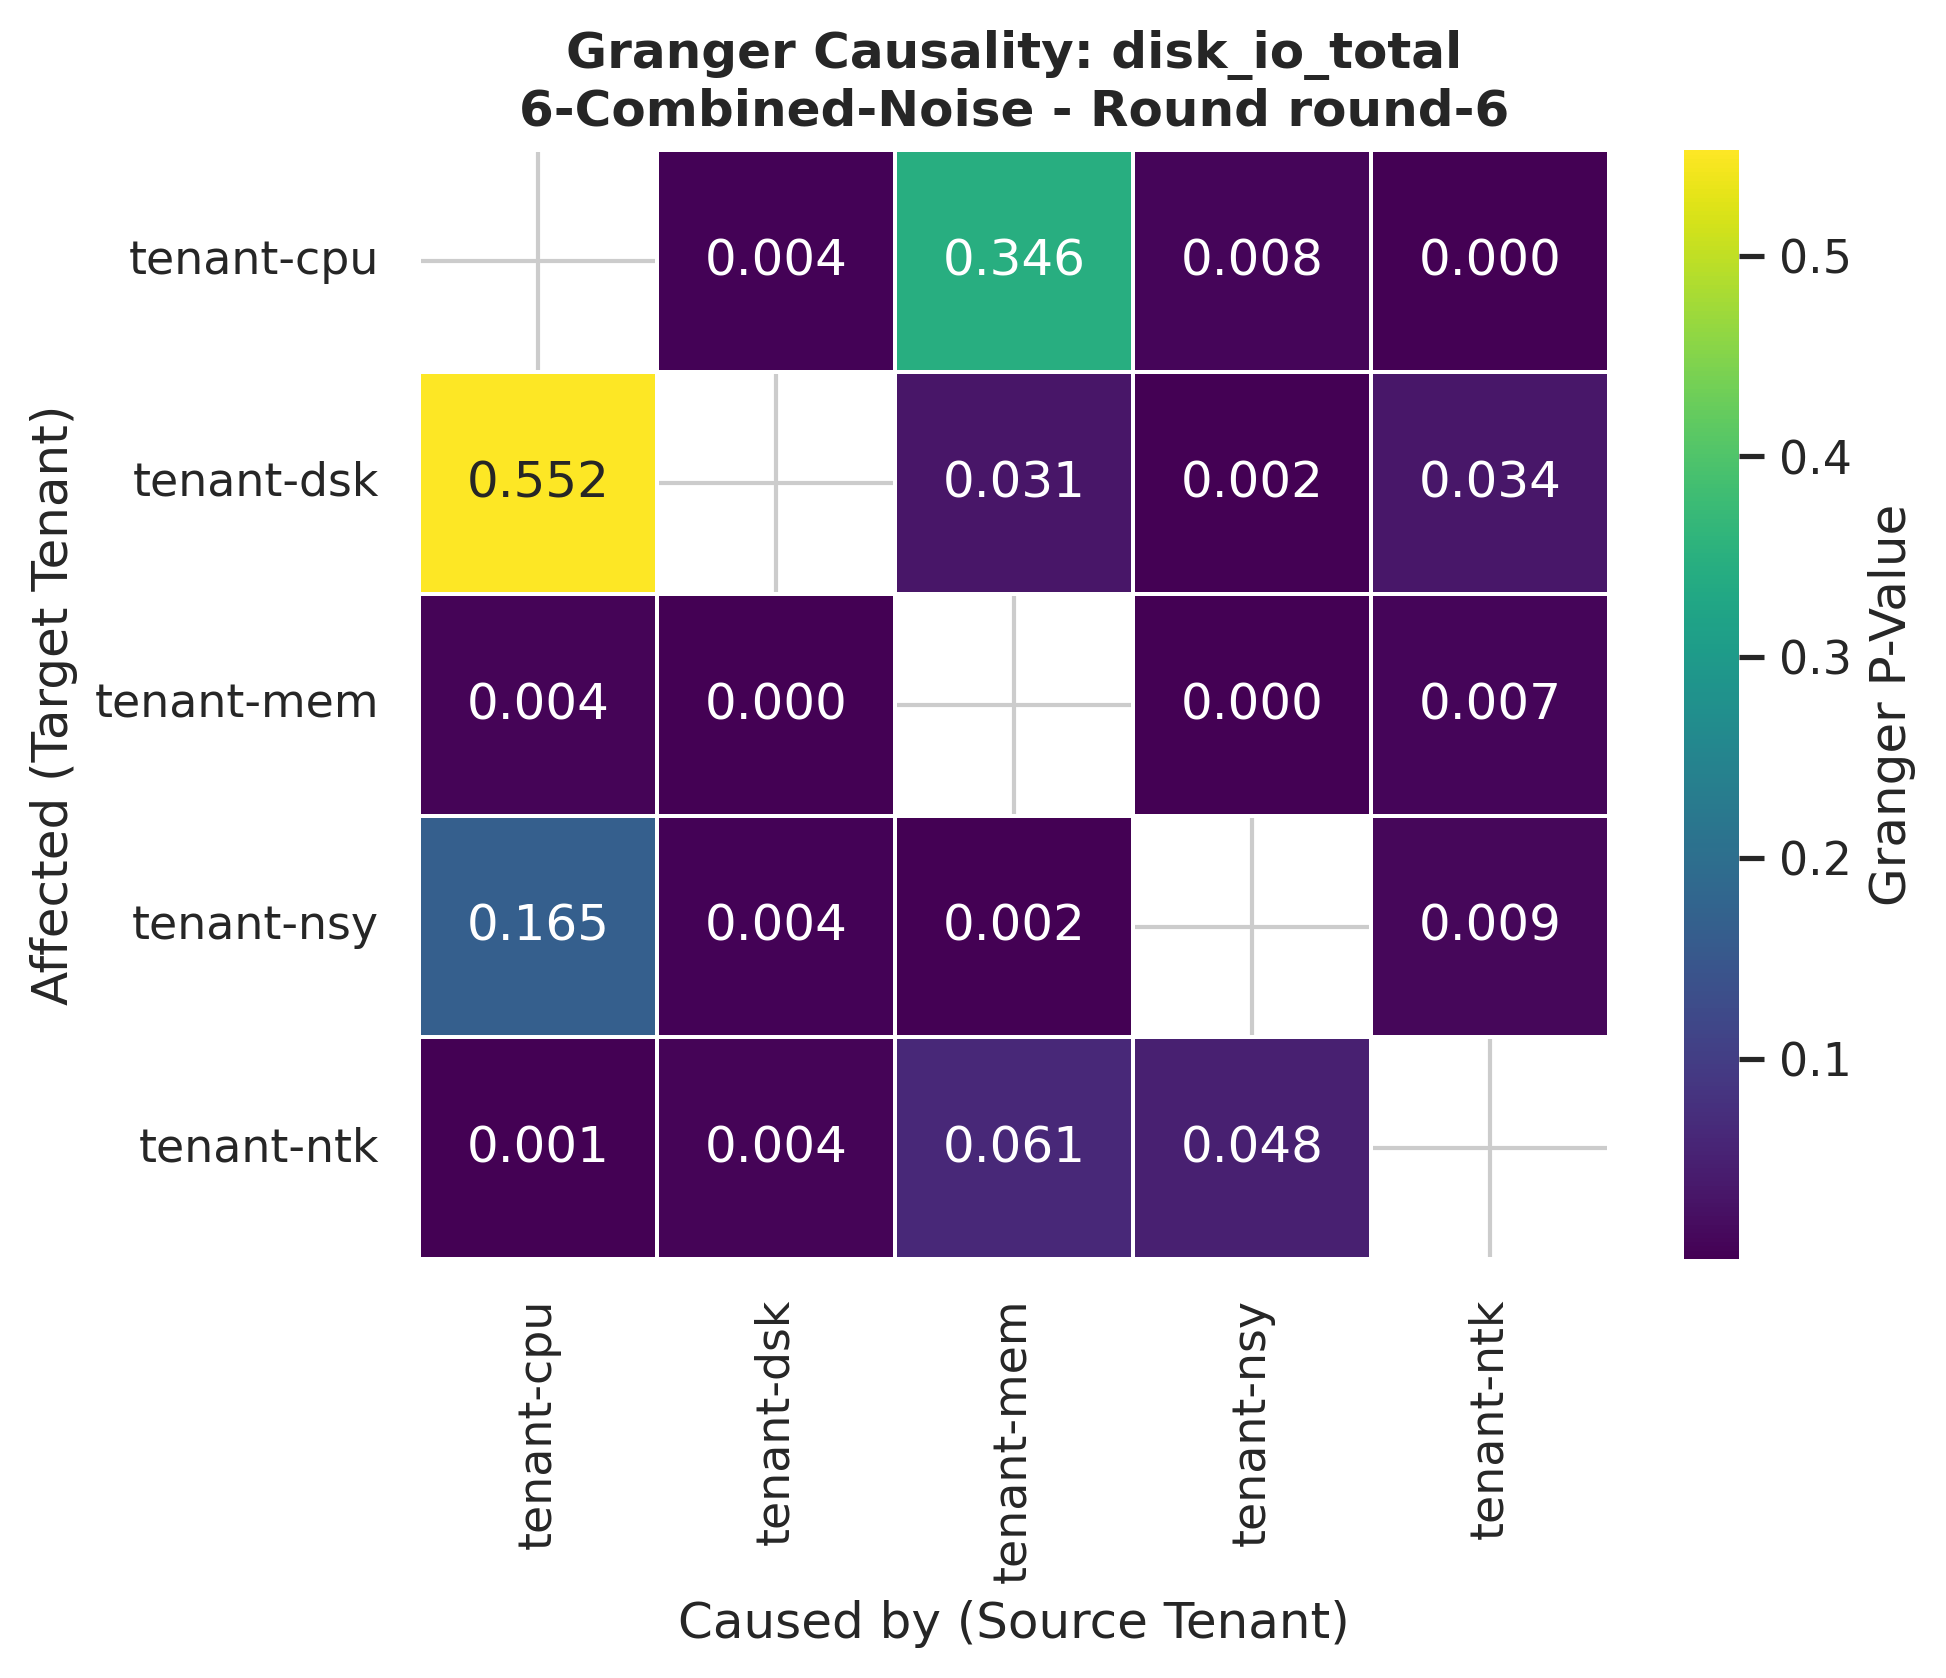 Granger Causality: disk_io_total
6-Combined-Noise - Round round-6
Affected (Target Tenant)
tenant-cpu
0.004 0.346 0.008 0.000
tenant-dsk
0.552 0.031 0.002 0.034
tenant-mem
0.004 0.000 0.000 0.007
tenant-nsy
0.165 0.004 0.002 0.009
tenant-ntk
0.001 0.004 0.061 0.048
tenant-cpu
tenant-dsk
tenant-mem
tenant-nsy
tenant-ntk
Caused by (Source Tenant)
0.5
0.4
0.3
0.2
0.1
Granger P-Value